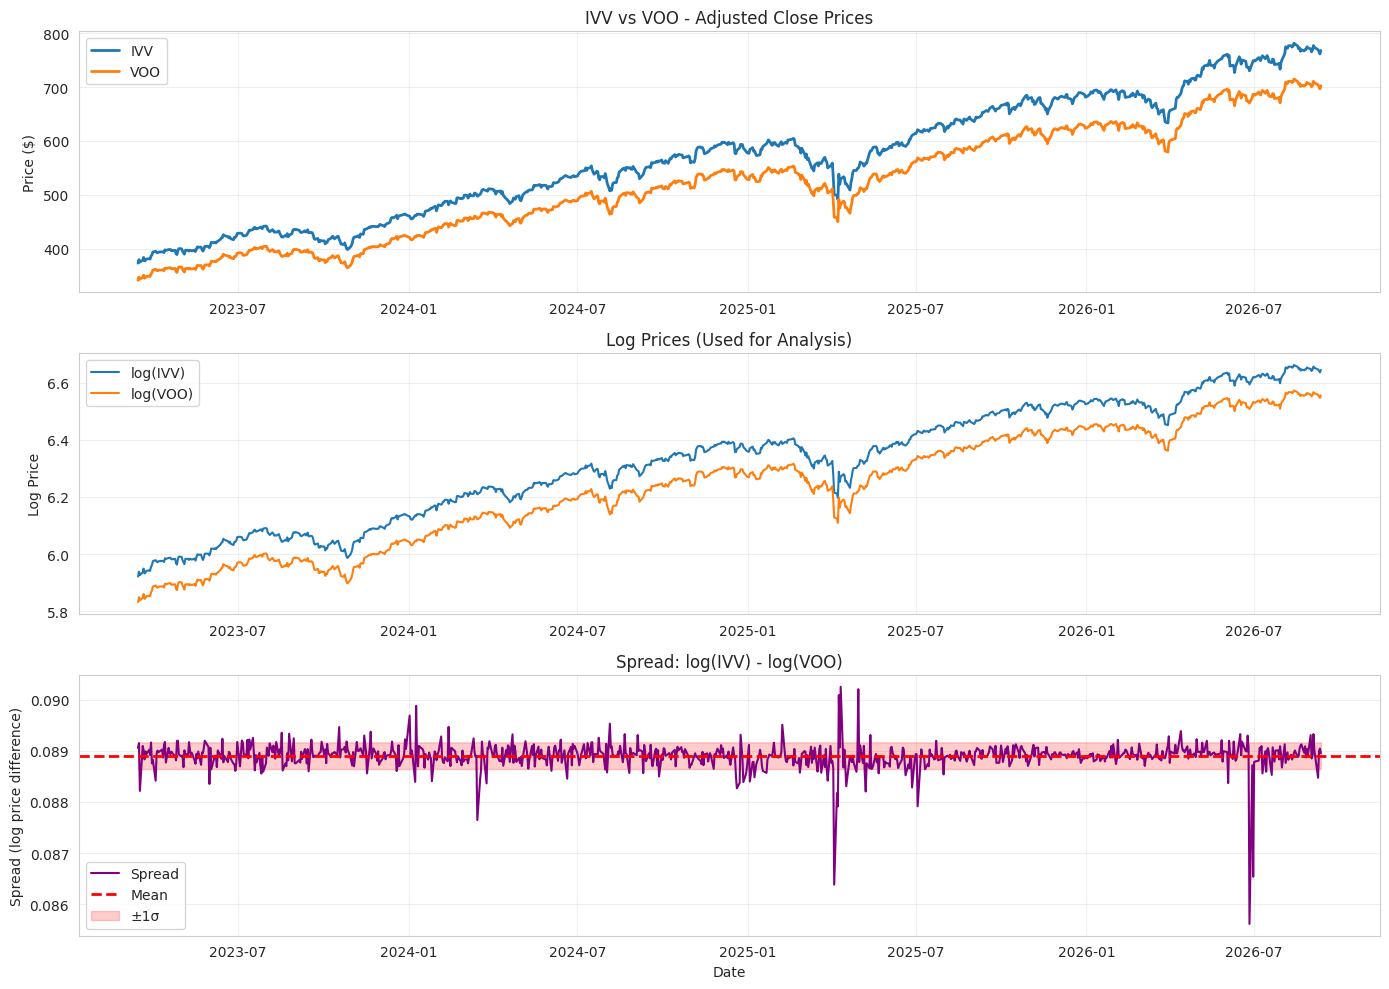 IVV vs VOO - Adjusted Close Prices
Price ($)
800
700
600
500
400
IVV
VOO
2023-07 2024-01 2024-07 2025-01 2025-07 2026-01 2026-07
Log Prices (Used for Analysis)
Log Price
6.6
6.4
6.2
6.0
5.8
log(IVV)
log(VOO)
2023-07 2024-01 2024-07 2025-01 2025-07 2026-01 2026-07
Spread: log(IVV) - log(VOO)
Spread (log price difference)
0.090
0.089
0.088
0.087
0.086
Spread
Mean
±1σ
2023-07 2024-01 2024-07 2025-01 2025-07 2026-01 2026-07
Date